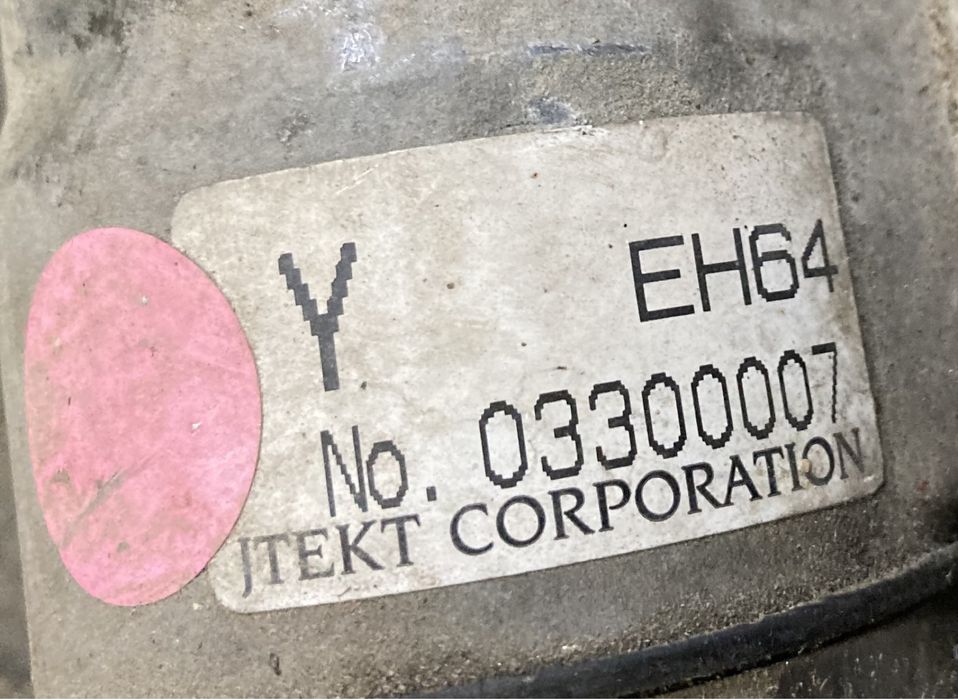 Y EH64
No. 03300007
JTEKT CORPORATION